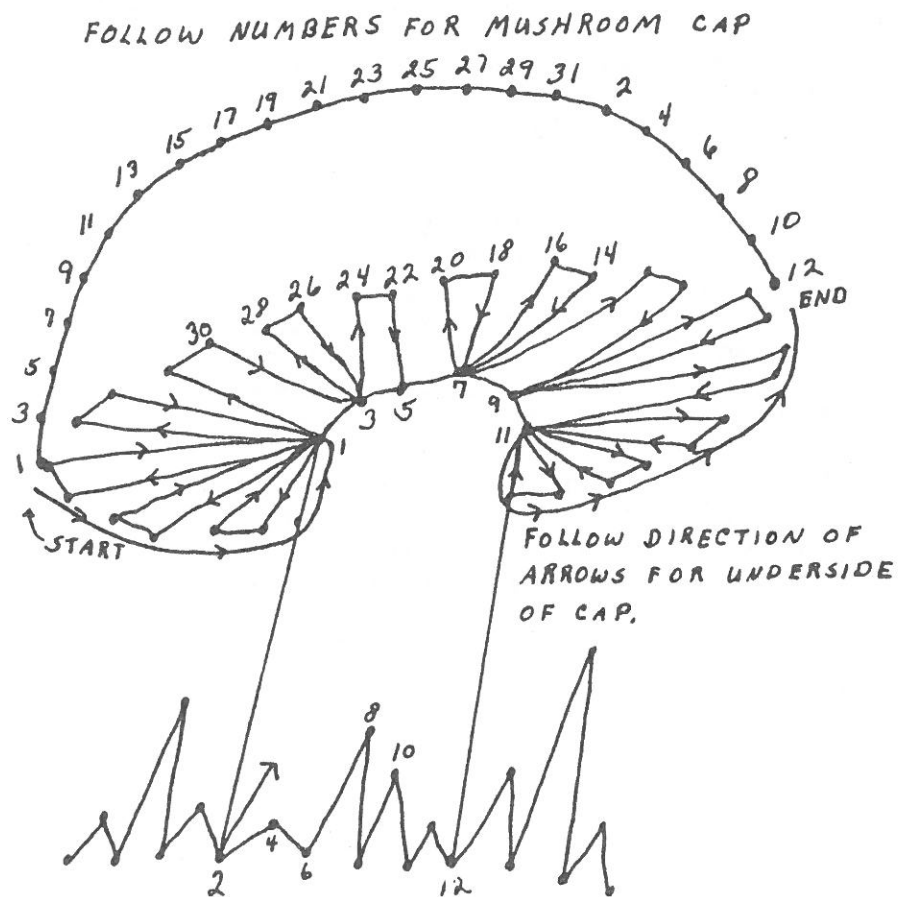 FOLLOW NUMBERS FOR MUSHROOM CAP
1 3 5 7 9 11 13 15 17 19 21 23 25 27 29 31 2 4 6 8 10 12
END
30 28 26 24 22 20 18 16 14
1 3 5 7 9 11
START
FOLLOW DIRECTION OF
ARROWS FOR UNDERSIDE
OF CAP.
2 4 6 8 10 12